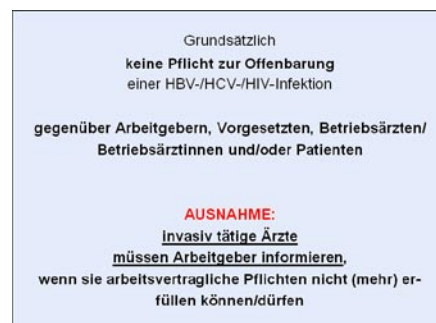 Grundsätzlich
keine Pflicht zur Offenbarung
einer HBV-/HCV-/HIV-Infektion
gegenüber Arbeitgebern, Vorgesetzten, Betriebsärzten/
Betriebsärztinnen und/oder Patienten
AUSNAHME:
invasiv tätige Ärzte
müssen Arbeitgeber informieren,
wenn sie arbeitsvertragliche Pflichten nicht (mehr) er-
füllen können/dürfen